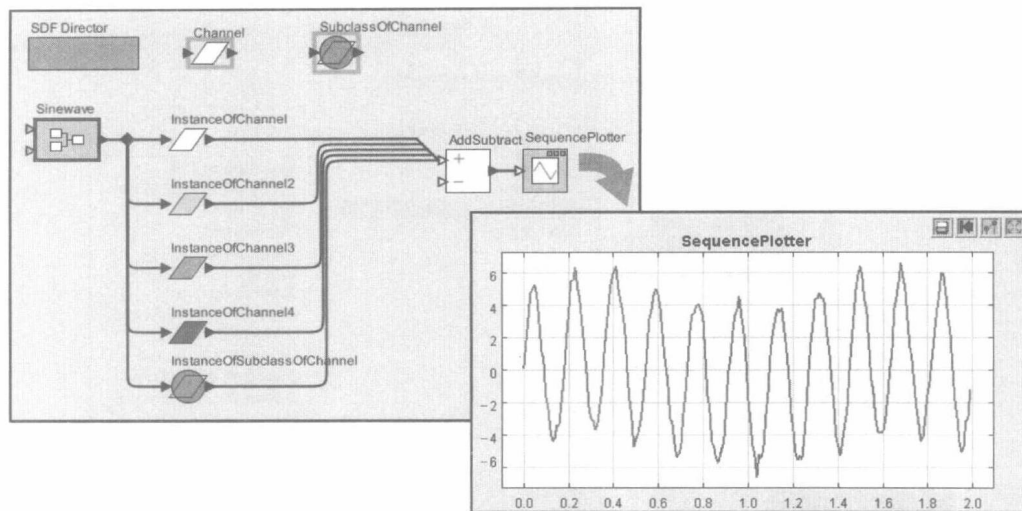 SDF Director
Channel
SubclassOfChannel
Sinewave
InstanceOfChannel
AddSubtract
SequencePlotter
+
−
InstanceOfChannel2
InstanceOfChannel3
InstanceOfChannel4
InstanceOfSubclassOfChannel
SequencePlotter
6
4
2
0
-2
-4
-6
0.0 0.2 0.4 0.6 0.8 1.0 1.2 1.4 1.6 1.8 2.0